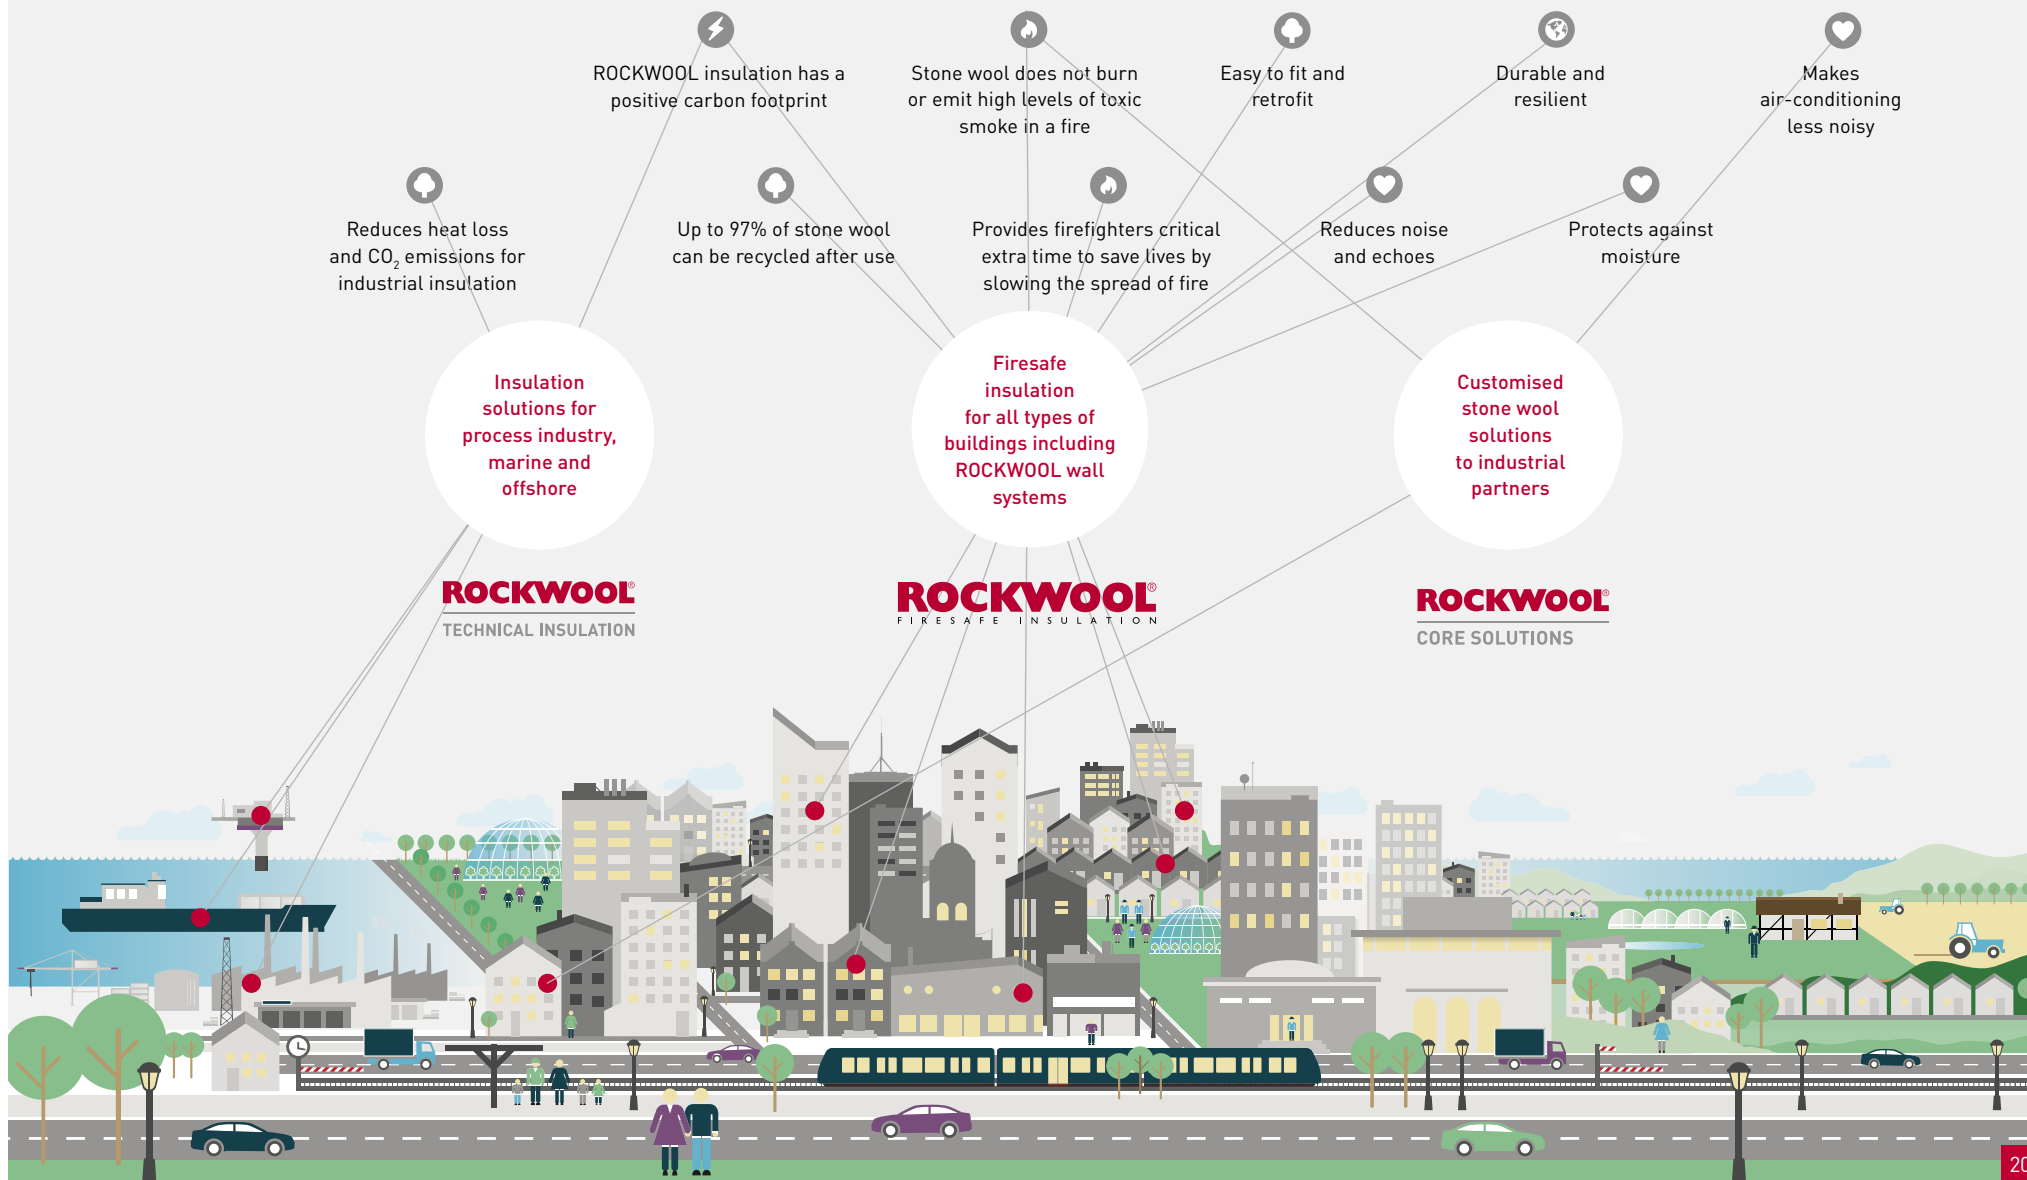 ROCKWOOL insulation has a
positive carbon footprint
Stone wool does not burn
or emit high levels of toxic
smoke in a fire
Easy to fit and
retrofit
Durable and
resilient
Makes
air-conditioning
less noisy
Reduces heat loss
and CO₂ emissions for
industrial insulation
Up to 97% of stone wool
can be recycled after use
Provides firefighters critical
extra time to save lives by
slowing the spread of fire
Reduces noise
and echoes
Protects against
moisture
Insulation
solutions for
process industry,
marine and
offshore
Firesafe
insulation
for all types of
buildings including
ROCKWOOL wall
systems
Customised
stone wool
solutions
to industrial
partners
ROCKWOOL®
TECHNICAL INSULATION
ROCKWOOL®
FIRESAFE INSULATION
ROCKWOOL®
CORE SOLUTIONS
20